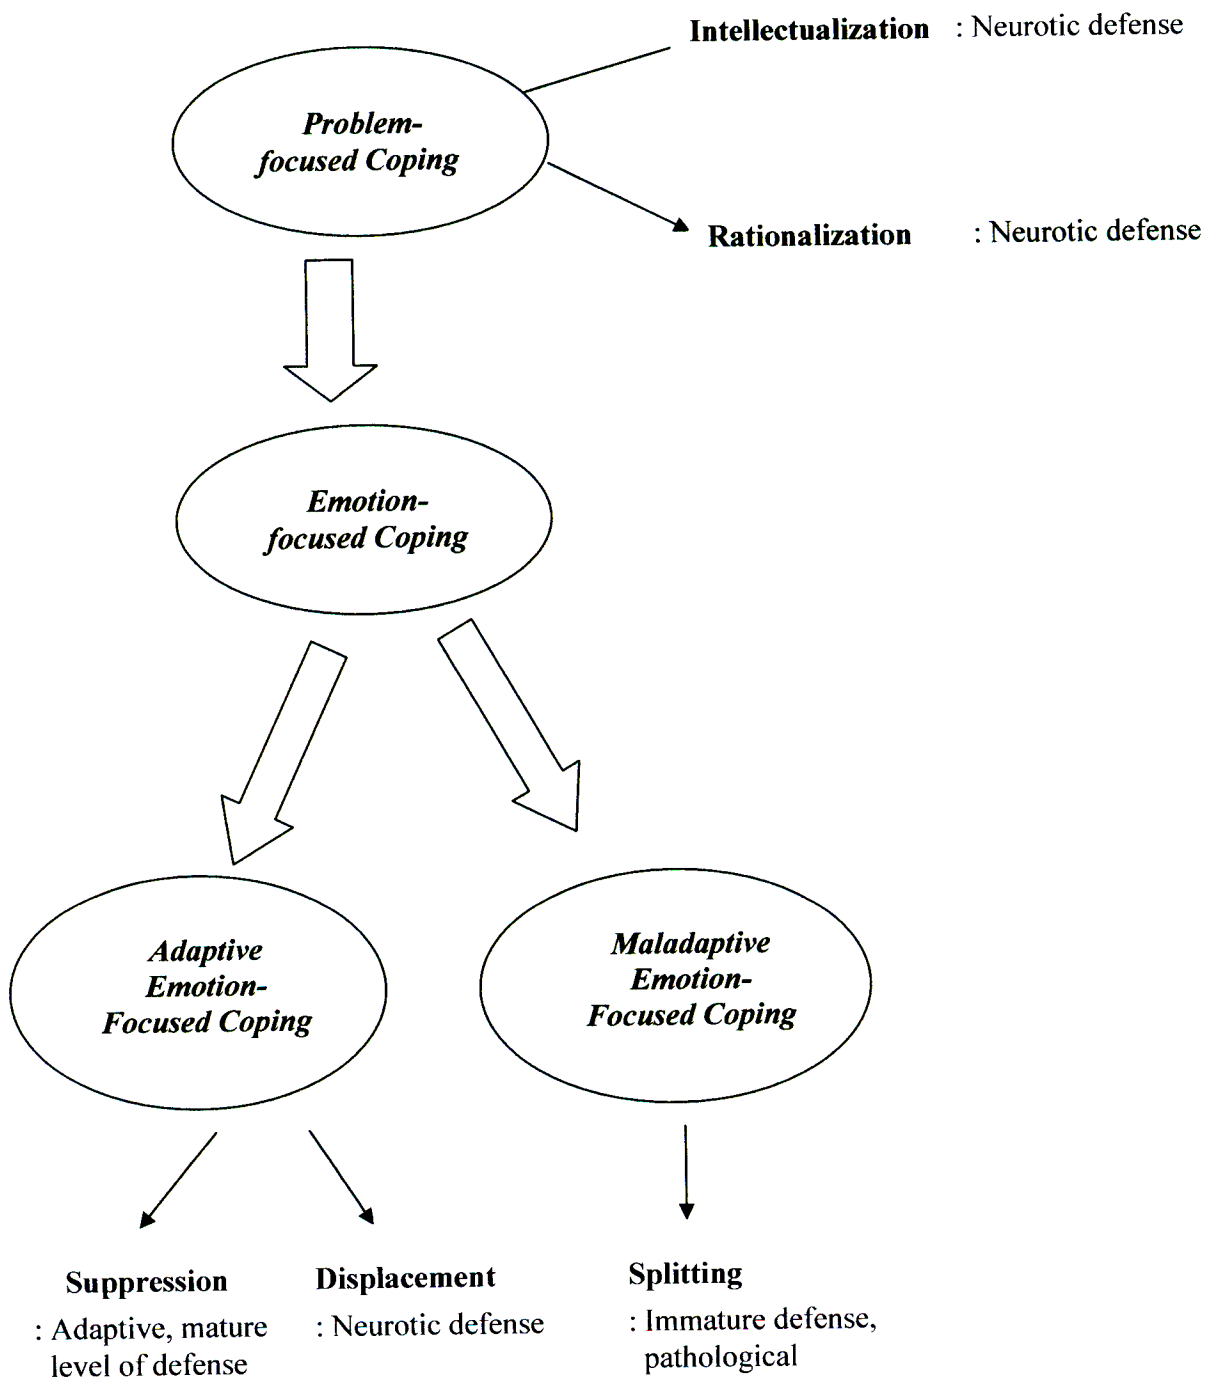 Intellectualization : Neurotic defense
Problem-
focused Coping
Rationalization : Neurotic defense
Emotion-
focused Coping
Adaptive
Emotion-
Focused Coping
Maladaptive
Emotion-
Focused Coping
Suppression
: Adaptive, mature
level of defense
Displacement
: Neurotic defense
Splitting
: Immature defense,
pathological